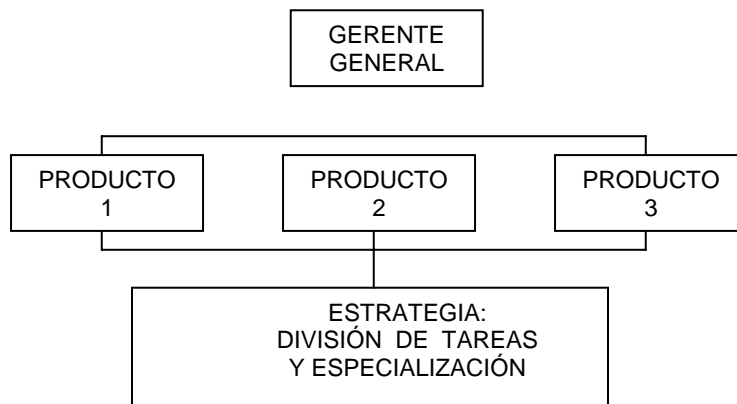 GERENTE
GENERAL
PRODUCTO
1
PRODUCTO
2
PRODUCTO
3
ESTRATEGIA:
DIVISIÓN DE TAREAS
Y ESPECIALIZACIÓN